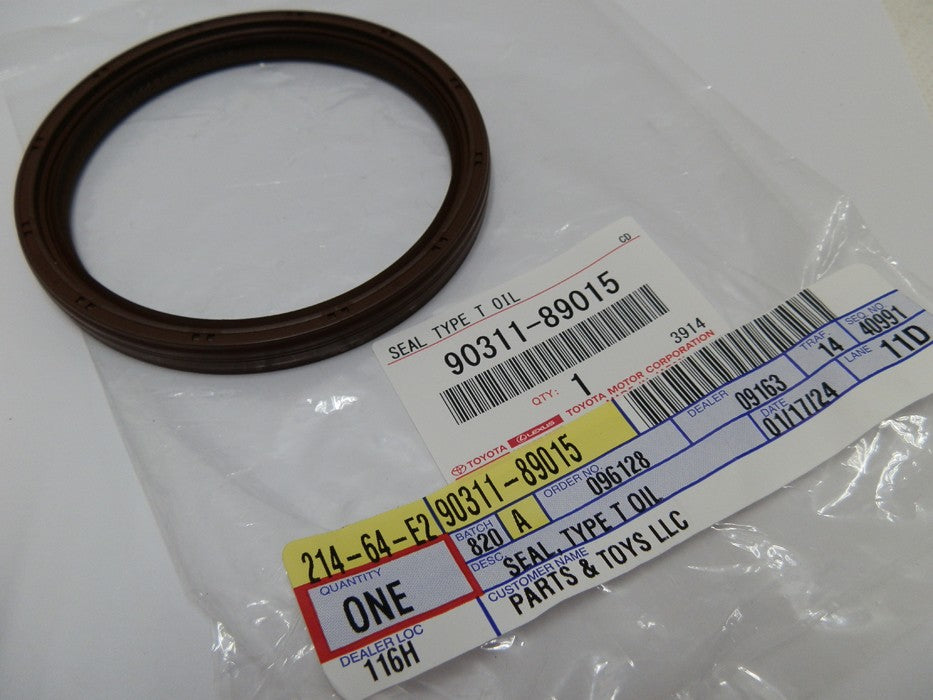 CD
SEAL TYPE T OIL
90311-89015
3914
QTY: 1
TOYOTA LEXUS TOYOTA MOTOR CORPORATION
214-64-E2 90311-89015
DEALER 09163 TRAF. 14 SEQ. NO. 40991
BATCH 820 A ORDER NO. 096128 DATE 01/17/24 LANE 11D
QUANTITY ONE
DESC. SEAL, TYPE T OIL
CUSTOMER NAME PARTS & TOYS LLC
DEALER LOC 116H